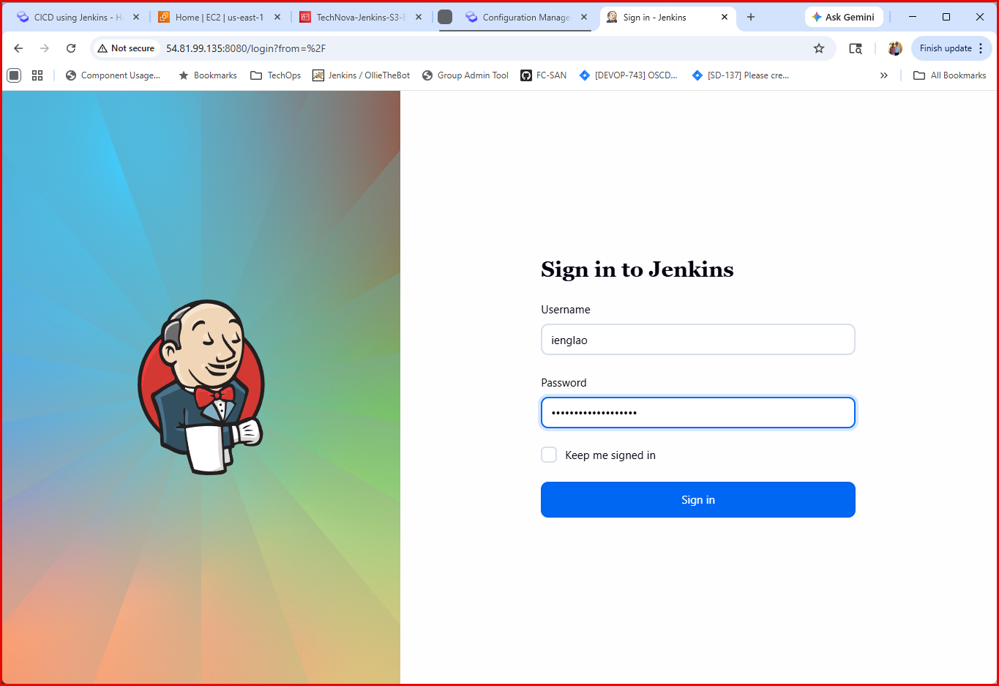 CICD using Jenkins - H
Home | EC2 | us-east-1
TechNova-Jenkins-S3-E
Configuration Manage
Sign in - Jenkins
Ask Gemini
Not secure
54.81.99.135:8080/login?from=%2F
Finish update
Component Usage...
Bookmarks
TechOps
Jenkins / OllieTheBot
Group Admin Tool
FC-SAN
[DEVOP-743] OSCD...
[SD-137] Please cre...
»
All Bookmarks
Sign in to Jenkins
Username
ienglao
Password
•••••••••••••••••••
Keep me signed in
Sign in